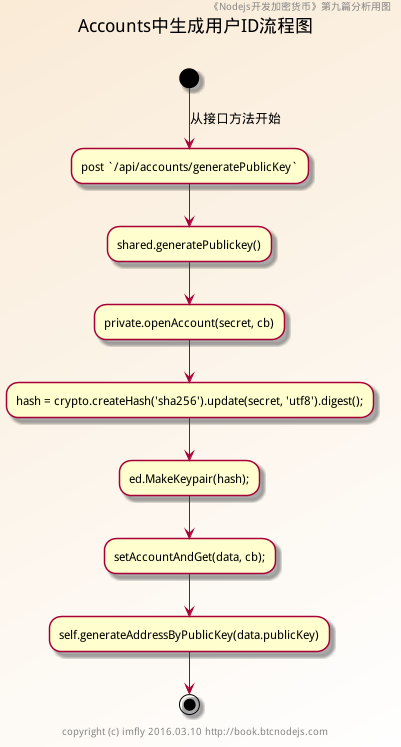 《Nodejs开发加密货币》第九篇分析用图
Accounts中生成用户ID流程图
从接口方法开始
post `/api/accounts/generatePublicKey`
shared.generatePublickey()
private.openAccount(secret, cb)
hash = crypto.createHash('sha256').update(secret, 'utf8').digest();
ed.MakeKeypair(hash);
setAccountAndGet(data, cb);
self.generateAddressByPublicKey(data.publicKey)
copyright (c) imfly 2016.03.10 http://book.btcnodejs.com